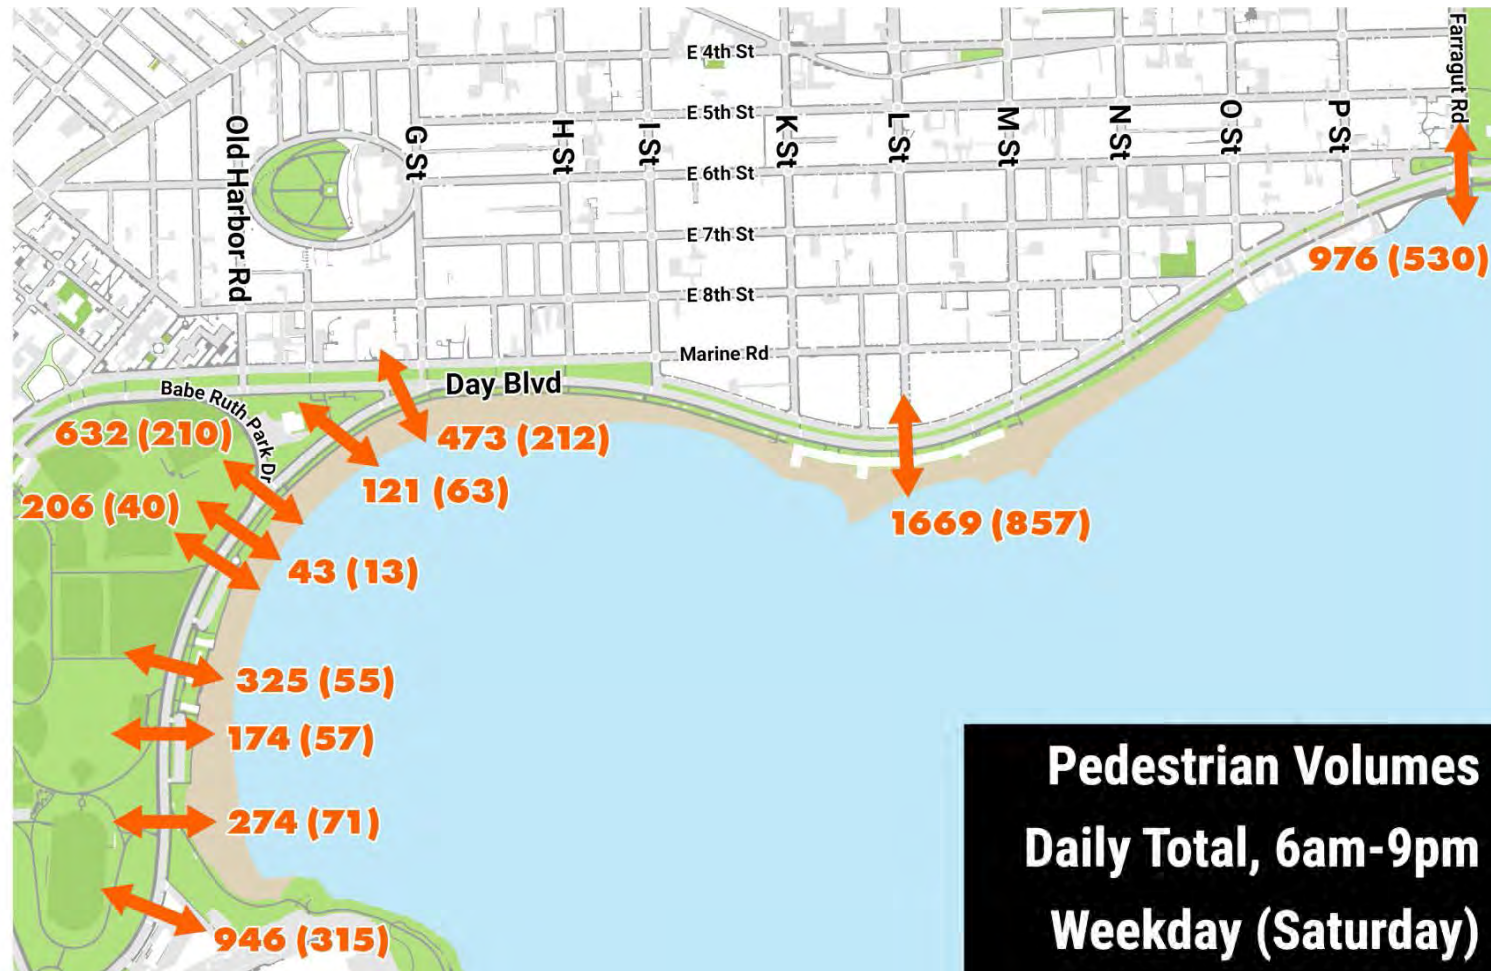 E 4th St
Farragut Rd
E 5th St
Old Harbor Rd
G St
H St
I St
K St
L St
M St
N St
O St
P St
E 6th St
E 7th St
976 (530)
E 8th St
Marine Rd
Day Blvd
Babe Ruth Park Dr
632 (210)
473 (212)
121 (63)
206 (40)
1669 (857)
43 (13)
325 (55)
174 (57)
274 (71)
946 (315)
Pedestrian Volumes
Daily Total, 6am-9pm
Weekday (Saturday)